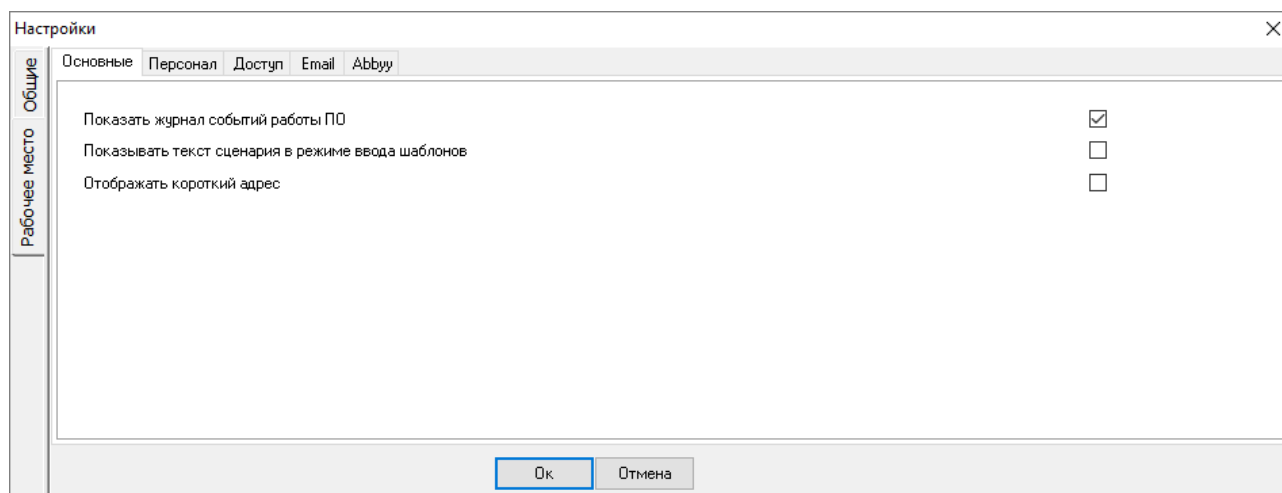 Настройки
Общие
Рабочее место
Основные Персонал Доступ Email Abbyy
Показать журнал событий работы ПО
Показывать текст сценария в режиме ввода шаблонов
Отображать короткий адрес
Ок Отмена